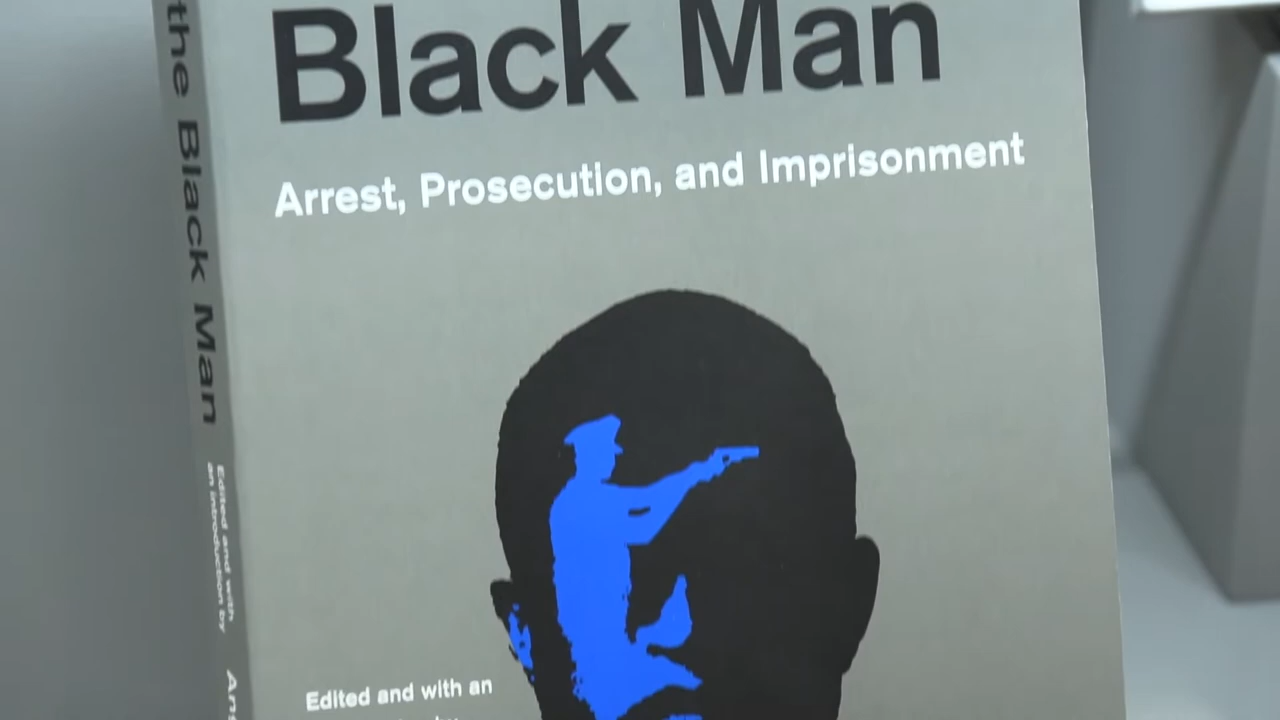 Black Man
Arrest, Prosecution, and Imprisonment
Edited and with an
the Black Man
Edited and with
an introduction by